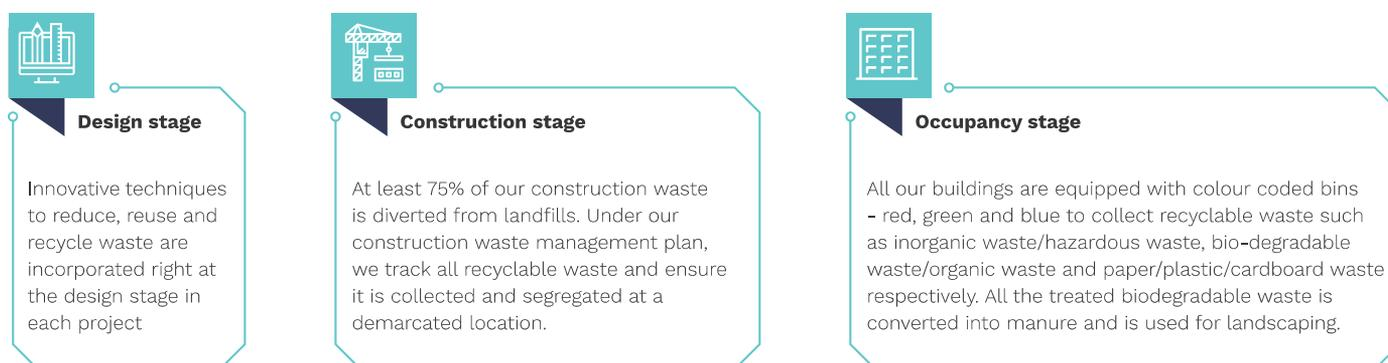 Design stage
Innovative techniques
to reduce, reuse and
recycle waste are
incorporated right at
the design stage in
each project
Construction stage
At least 75% of our construction waste
is diverted from landfills. Under our
construction waste management plan,
we track all recyclable waste and ensure
it is collected and segregated at a
demarcated location.
Occupancy stage
All our buildings are equipped with colour coded bins
- red, green and blue to collect recyclable waste such
as inorganic waste/hazardous waste, bio-degradable
waste/organic waste and paper/plastic/cardboard waste
respectively. All the treated biodegradable waste is
converted into manure and is used for landscaping.